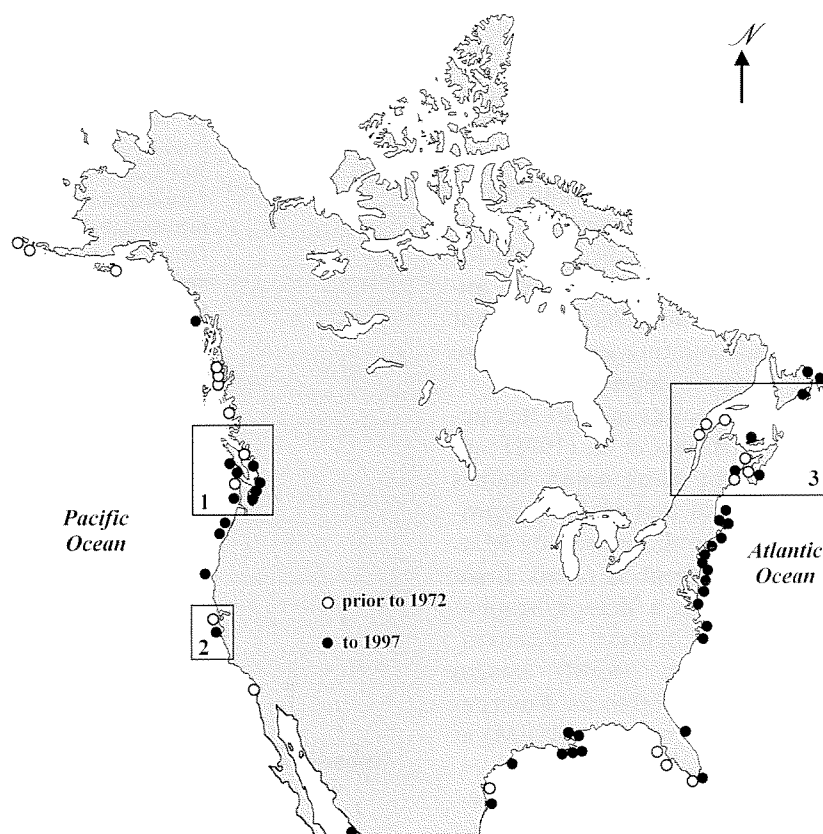 N
1
3
Pacific
Ocean
Atlantic
Ocean
prior to 1972
to 1997
2